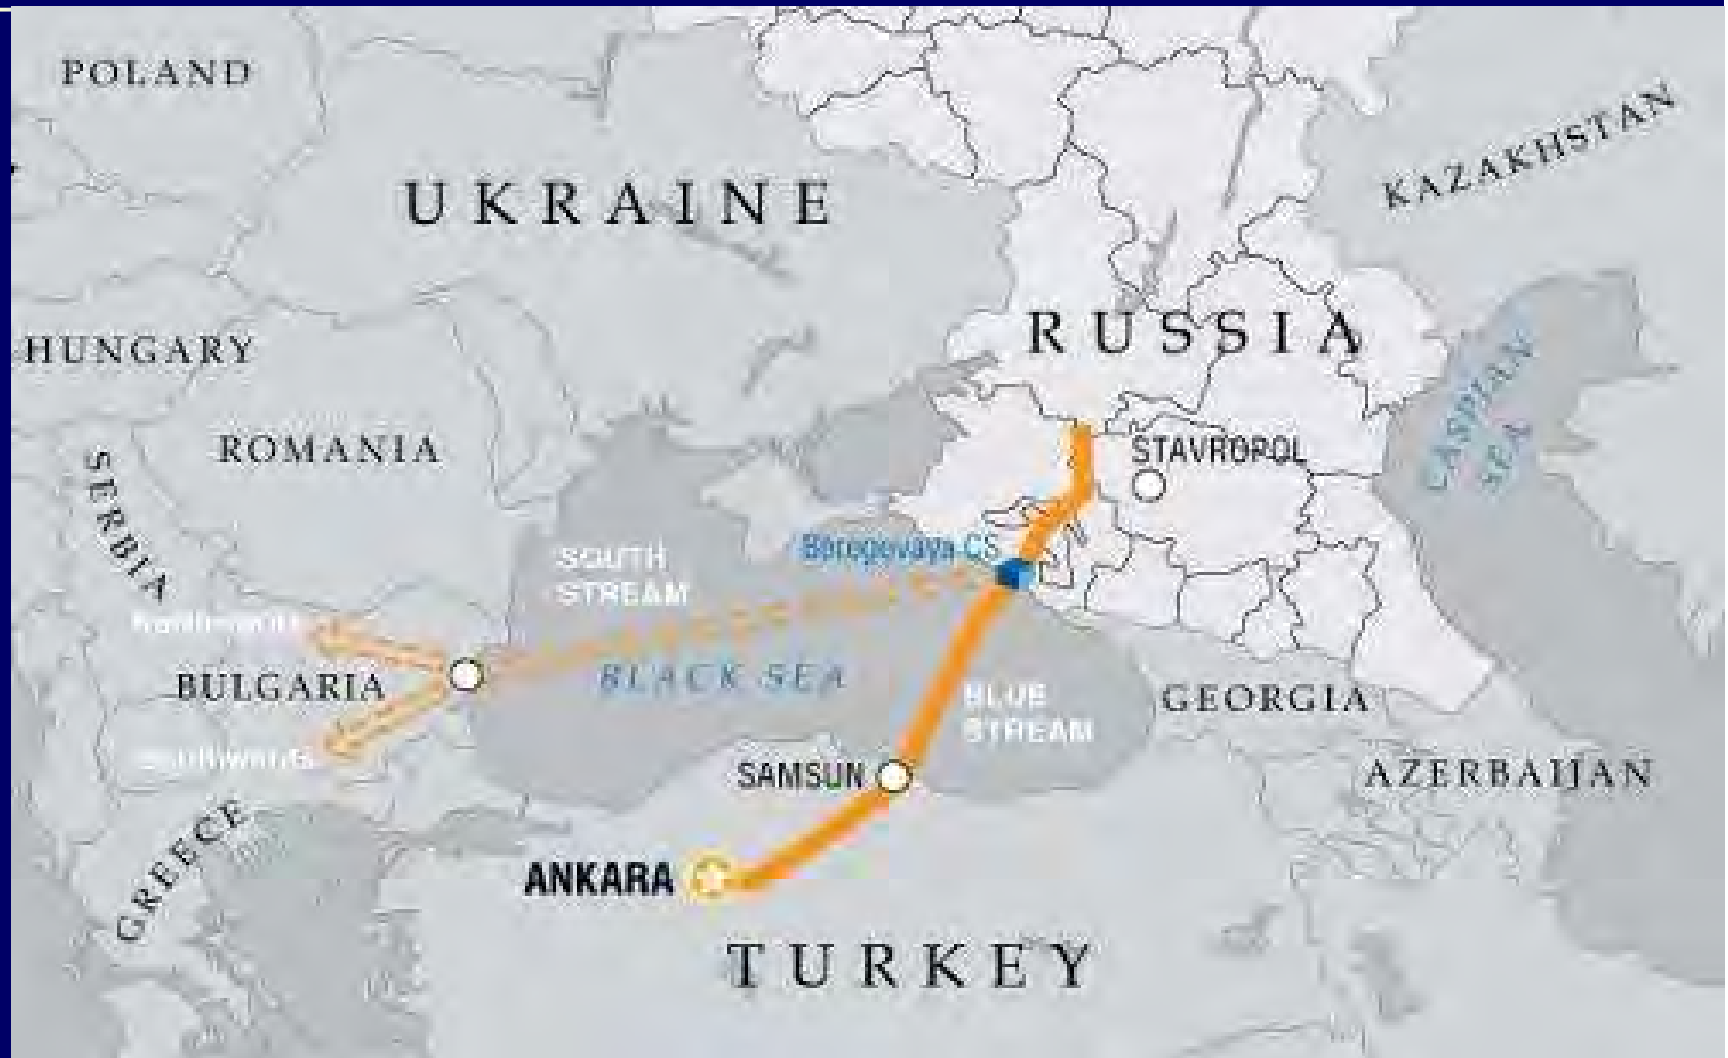 POLAND
KAZAKHSTAN
UKRAINE
RUSSIA
HUNGARY
CASPIAN
SEA
ROMANIA
STAVROPOL
SERBIA
SOUTH
STREAM
Beregovaya CS
BULGARIA
BLACK SEA
BLUE
STREAM
GEORGIA
southwards
SAMSUN
AZERBAIJAN
GREECE
ANKARA
TURKEY